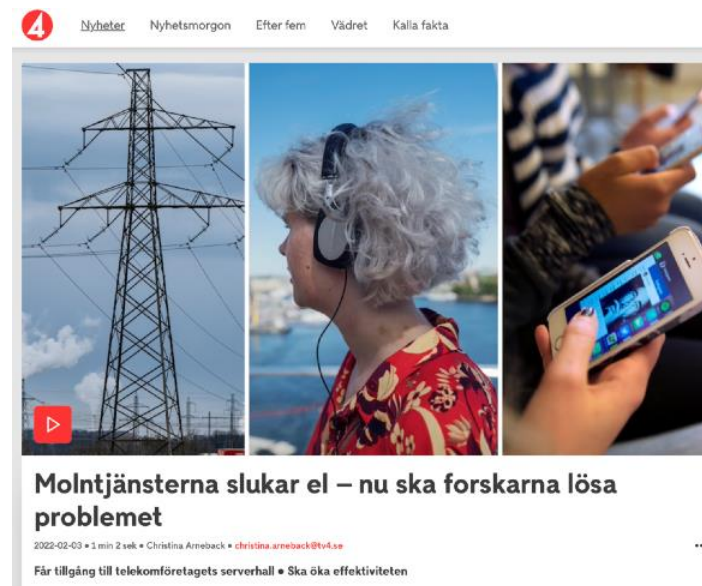 4
Nyheter Nyhetsmorgon Efter fem Vädret Kalla fakta
Molntjänsterna slukar el – nu ska forskarna lösa
problemet
2022-02-03 • 1 min 2 sek • Christina Arneback • christina.arneback@tv4.se
Får tillgång till telekomföretagets serverhall • Ska öka effektiviteten